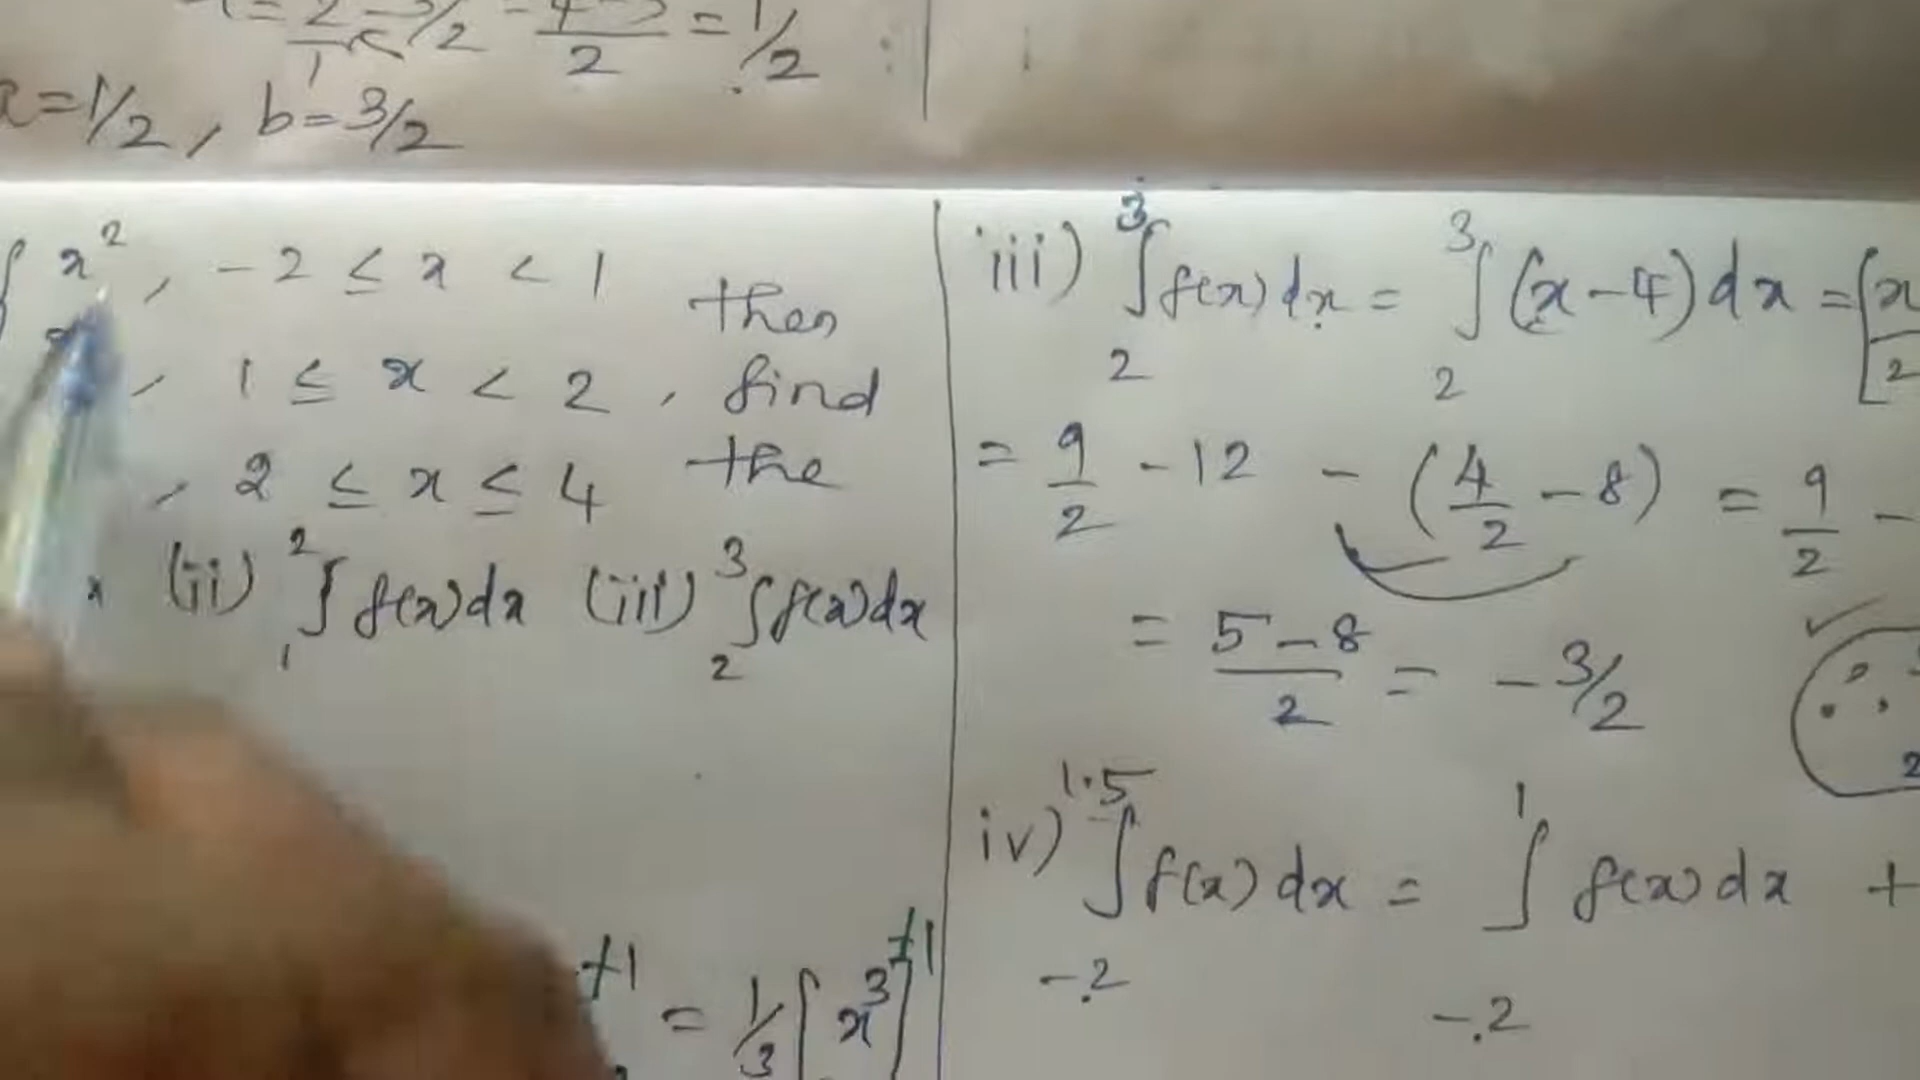 = 1/2
a=1/2, b=3/2
{ x², -2 ≤ x < 1 then
, 1 ≤ x < 2, find
, 2 ≤ x ≤ 4 the
(ii) ∫₁² f(x)dx (iii) ∫₂³ f(x)dx
+1 = 1/3 [x³]⁺¹
iii) ∫₂³ f(x)dx = ∫₂³ (x-4)dx = [x
2
= 9/2 - 12 - (4/2 - 8) = 9/2 -
= 5-8/2 = -3/2
iv) ∫₋₂¹·⁵ f(x)dx = ∫₋₂¹ f(x)dx +